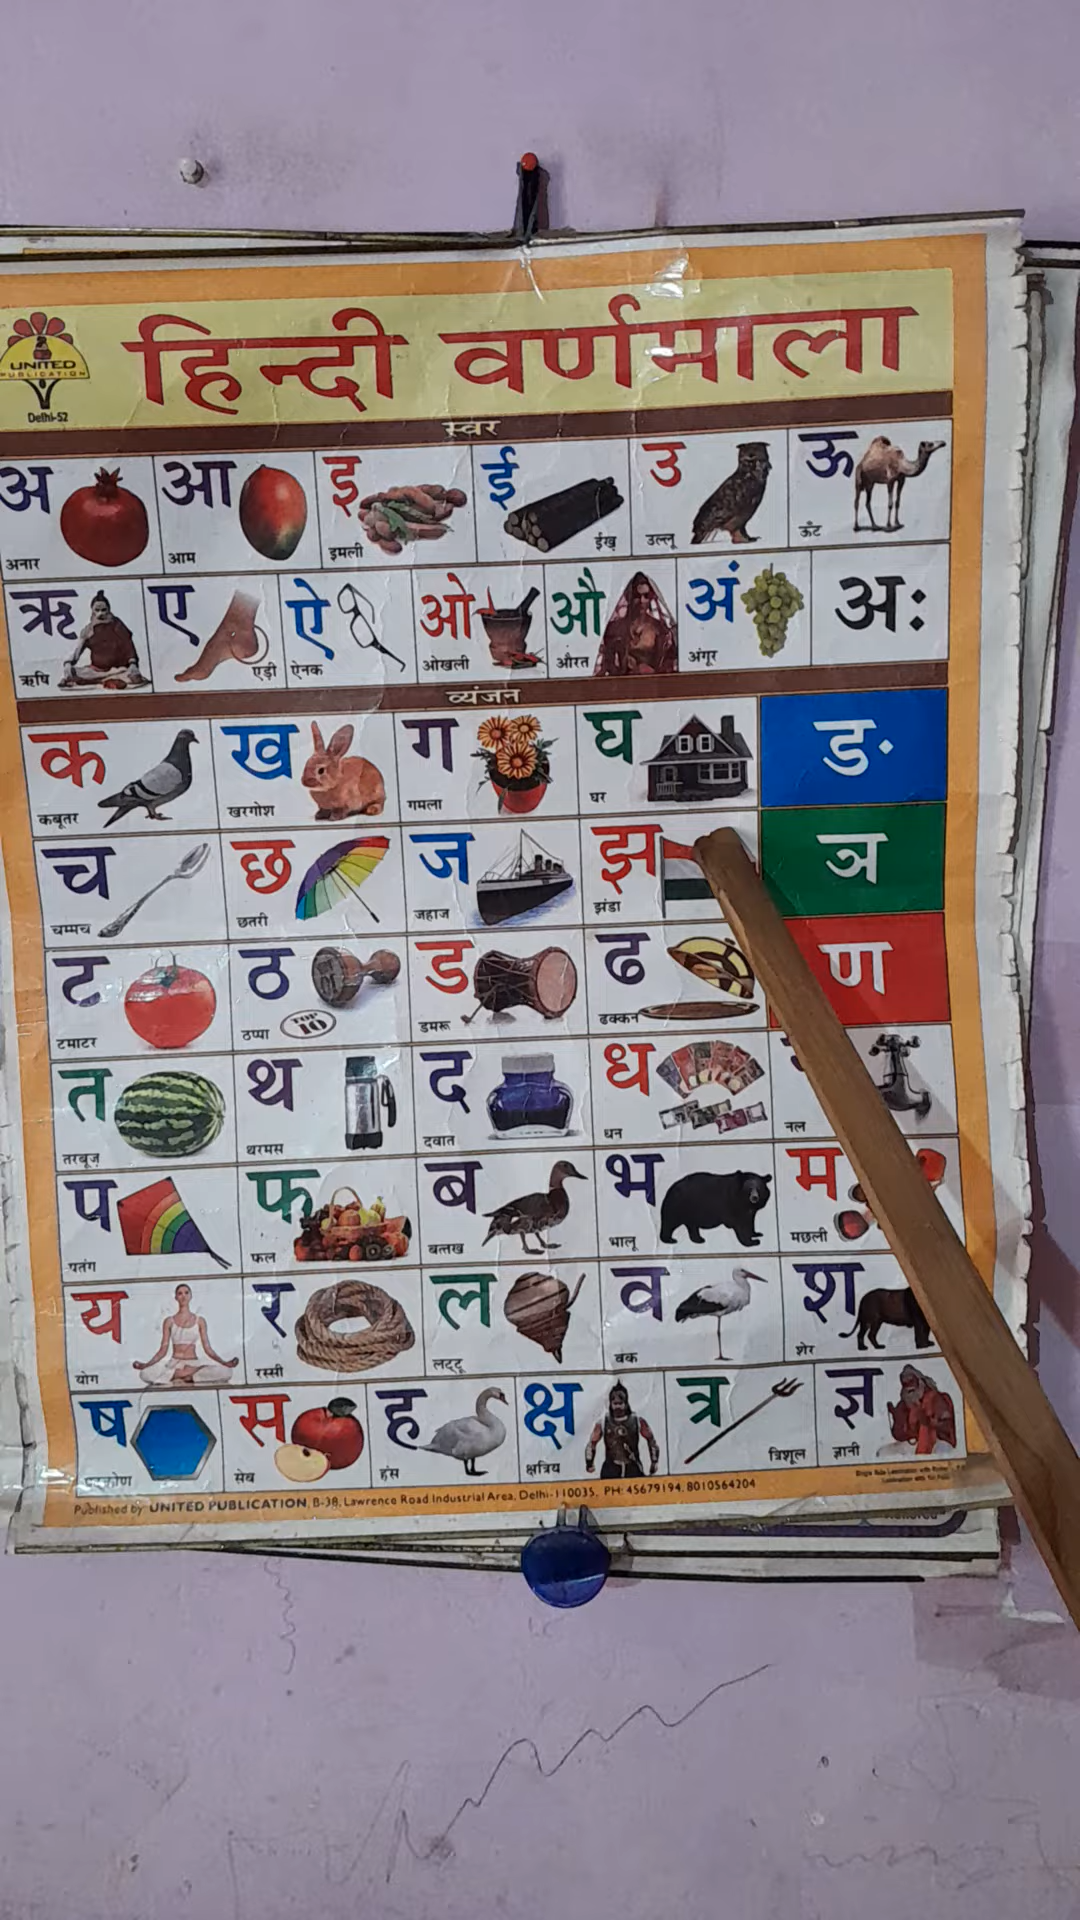 हिन्दी वर्णमाला
UNITED
PUBLICATION
Delhi-52
स्वर
अ आ इ ई उ ऊ
अनार आम इमली ईख उल्लू ऊँट
ऋ ए ऐ ओ औ अं अः
ऋषि एड़ी ऐनक ओखली औरत अंगूर
व्यंजन
क ख ग घ ङ
कबूतर खरगोश गमला घर
च छ ज झ ञ
चम्मच छतरी जहाज झंडा
ट ठ ड ढ ण
TOP
10
टमाटर ठप्पा डमरू ढक्कन
त थ द ध
तरबूज थरमस दवात धन नल
प फ ब भ म
पतंग फल बत्तख भालू मछली
य र ल व श
योग रस्सी लट्टू बक शेर
ष स ह क्ष त्र ज्ञ
सेब हंस क्षत्रिय त्रिशूल ज्ञानी
Published by: UNITED PUBLICATION, B-38, Lawrence Road Industrial Area, Delhi-110035, PH: 45679194, 8010564204